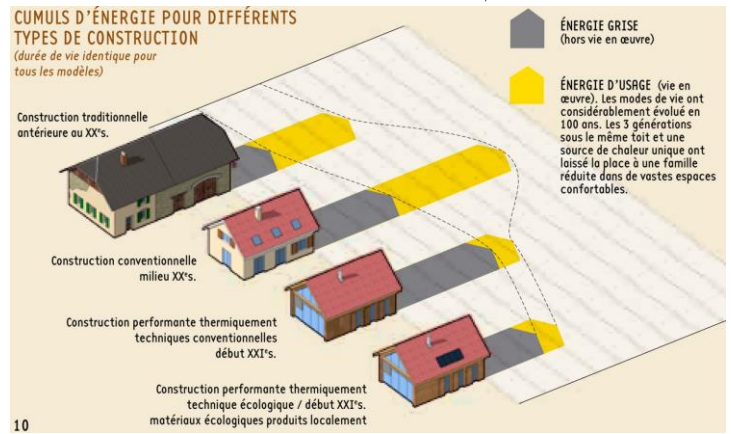 CUMULS D'ÉNERGIE POUR DIFFÉRENTS
TYPES DE CONSTRUCTION
(durée de vie identique pour
tous les modèles)
ÉNERGIE GRISE
(hors vie en œuvre)
ÉNERGIE D'USAGE (vie en
œuvre). Les modes de vie ont
considérablement évolué en
100 ans. Les 3 générations
sous le même toit et une
source de chaleur unique ont
laissé la place à une famille
réduite dans de vastes espaces
confortables.
Construction traditionnelle
antérieure au XXᵉs.
Construction conventionnelle
milieu XXᵉs.
Construction performante thermiquement
techniques conventionnelles
début XXIᵉs.
Construction performante thermiquement
technique écologique / début XXIᵉs.
matériaux écologiques produits localement
10